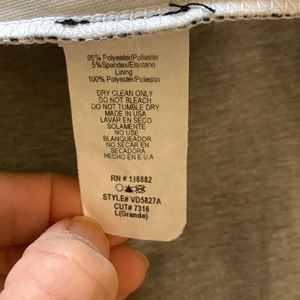 95% Polyeater/Poliester
5%Spandex/Elastano
Lining
100% Polyester/Poliester
DRY CLEAN ONLY
DO NOT BLEACH
DO NOT TUMBLE DRY
MADE IN USA
LAVAR EN SECO
SOLAMENTE
NO USE
BLANQUEADOR
NO SECAR EN
SECADORA
HECHO EN E.U.A
RN # 136882
STYLE# VD5827A
CUT# 7316
L(Grande)